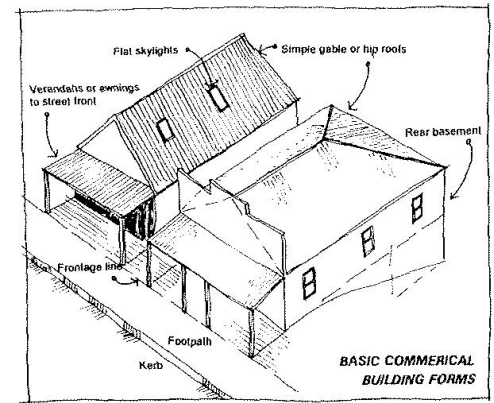 Flat skylights
Simple gable or hip roofs
Verandahs or awnings
to street front
Rear basement
Frontage line
Footpath
Kerb
BASIC COMMERICAL
BUILDING FORMS